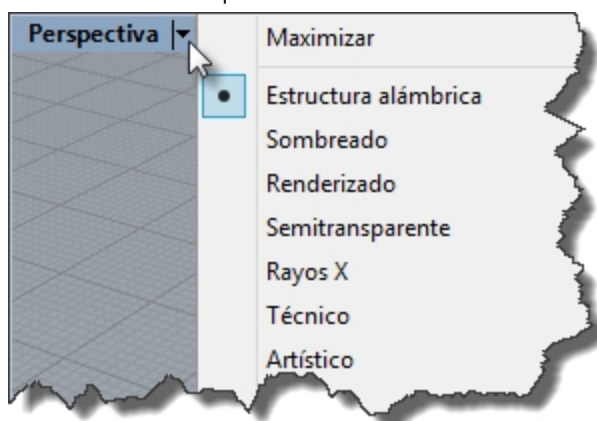 Perspectiva
Maximizar
Estructura alámbrica
Sombreado
Renderizado
Semitransparente
Rayos X
Técnico
Artístico